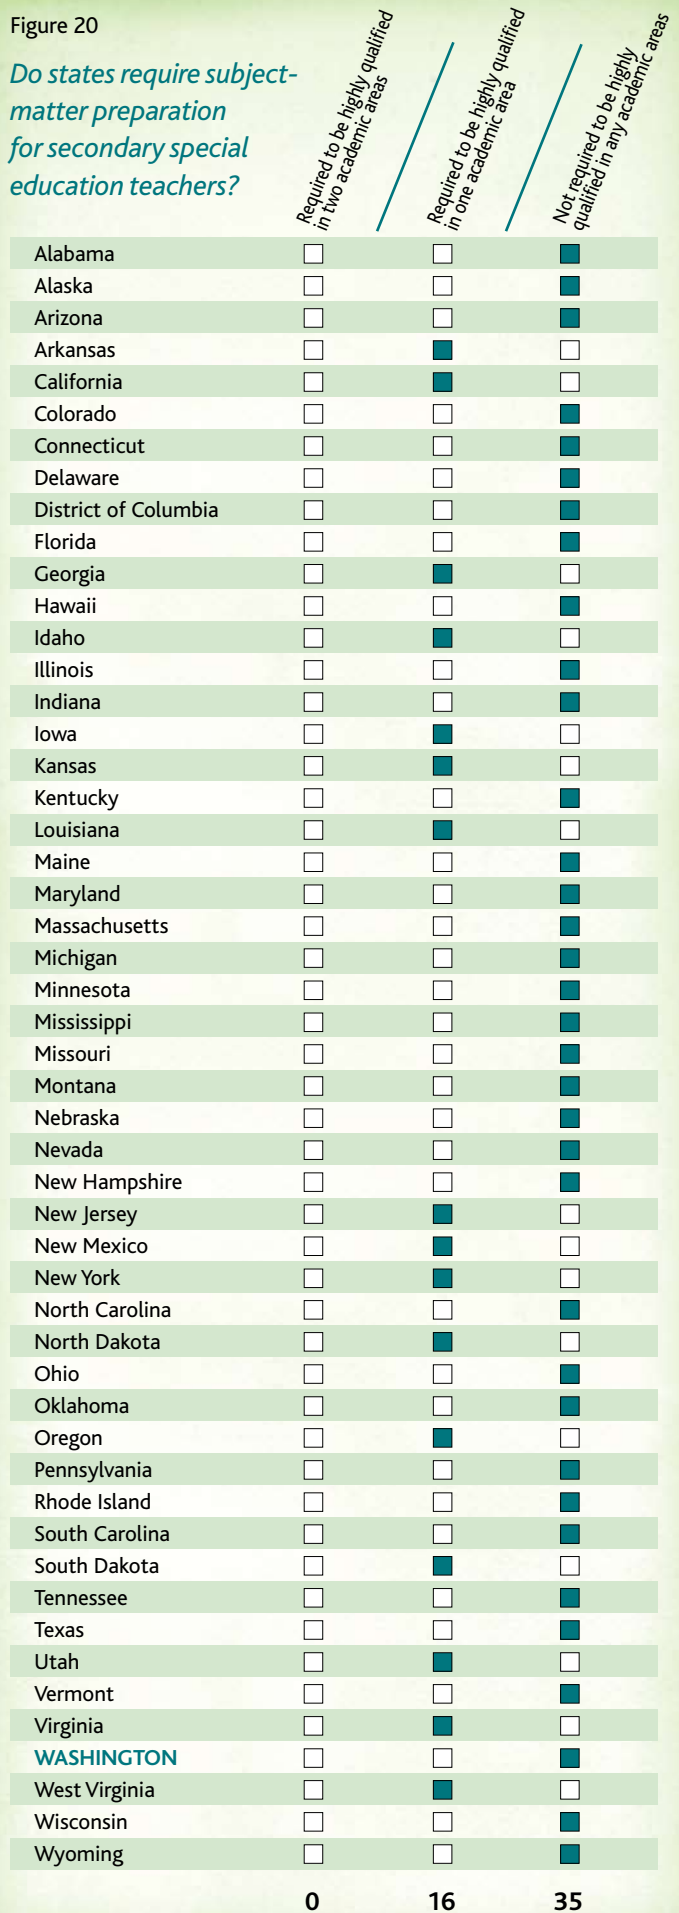 Figure 20
Do states require subject-
matter preparation
for secondary special
education teachers?
Required to be highly qualified
in two academic areas
Required to be highly qualified
in one academic area
Not required to be highly
qualified in any academic areas
Alabama
Alaska
Arizona
Arkansas
California
Colorado
Connecticut
Delaware
District of Columbia
Florida
Georgia
Hawaii
Idaho
Illinois
Indiana
Iowa
Kansas
Kentucky
Louisiana
Maine
Maryland
Massachusetts
Michigan
Minnesota
Mississippi
Missouri
Montana
Nebraska
Nevada
New Hampshire
New Jersey
New Mexico
New York
North Carolina
North Dakota
Ohio
Oklahoma
Oregon
Pennsylvania
Rhode Island
South Carolina
South Dakota
Tennessee
Texas
Utah
Vermont
Virginia
WASHINGTON
West Virginia
Wisconsin
Wyoming
0 16 35